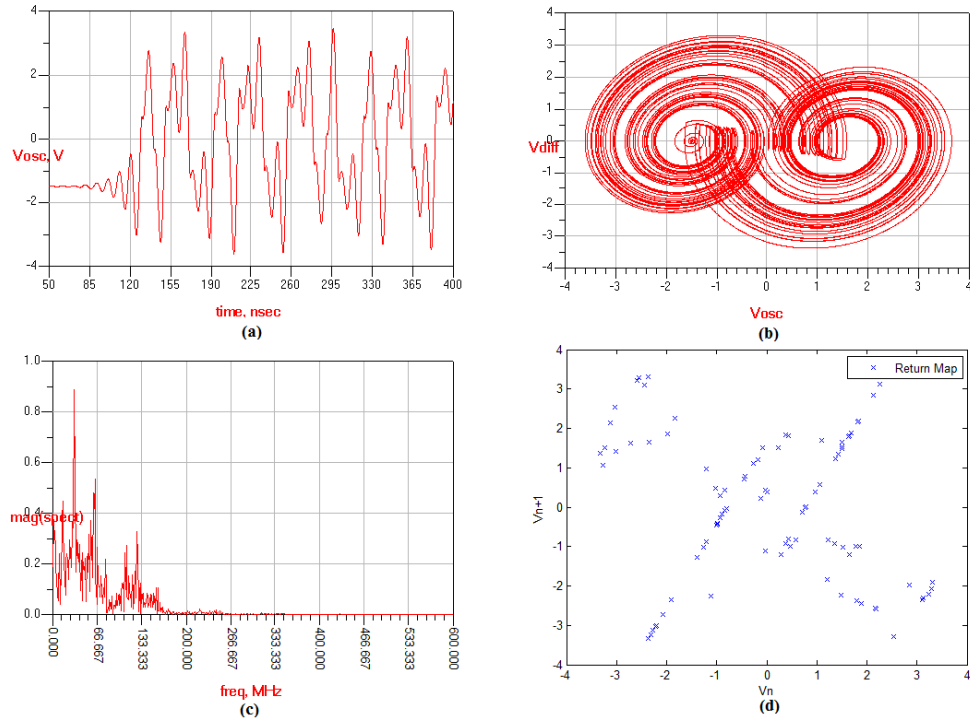 4
2
0
-2
-4
Vosc, V
50 85 120 155 190 225 260 295 330 365 400
time, nsec
(a)
4
3
2
1
0
-1
-2
-3
-4
Vdiff
-4 -3 -2 -1 0 1 2 3 4
Vosc
(b)
1.0
0.8
0.6
0.4
0.2
0.0
mag(spect)
0.000 66.667 133.333 200.000 266.667 333.333 400.000 466.667 533.333 600.000
freq, MHz
(c)
4
3
2
1
0
-1
-2
-3
-4
Vn+1
Return Map
-4 -3 -2 -1 0 1 2 3 4
Vn
(d)